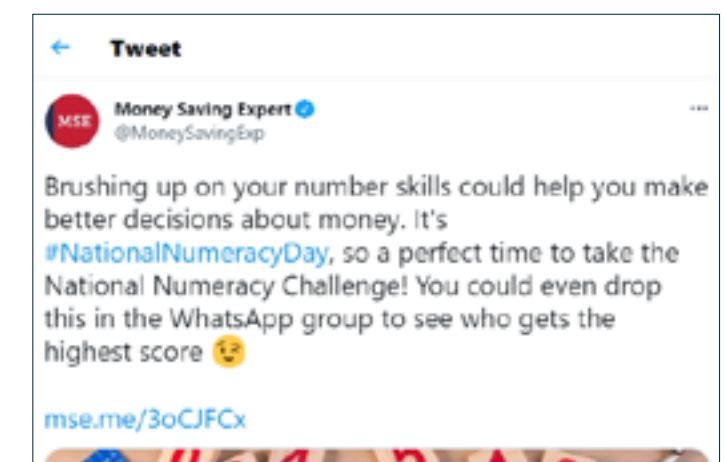 ← Tweet
MSE Money Saving Expert
@MoneySavingExp
Brushing up on your number skills could help you make
better decisions about money. It's
#NationalNumeracyDay, so a perfect time to take the
National Numeracy Challenge! You could even drop
this in the WhatsApp group to see who gets the
highest score 😉
mse.me/3oCJFCx